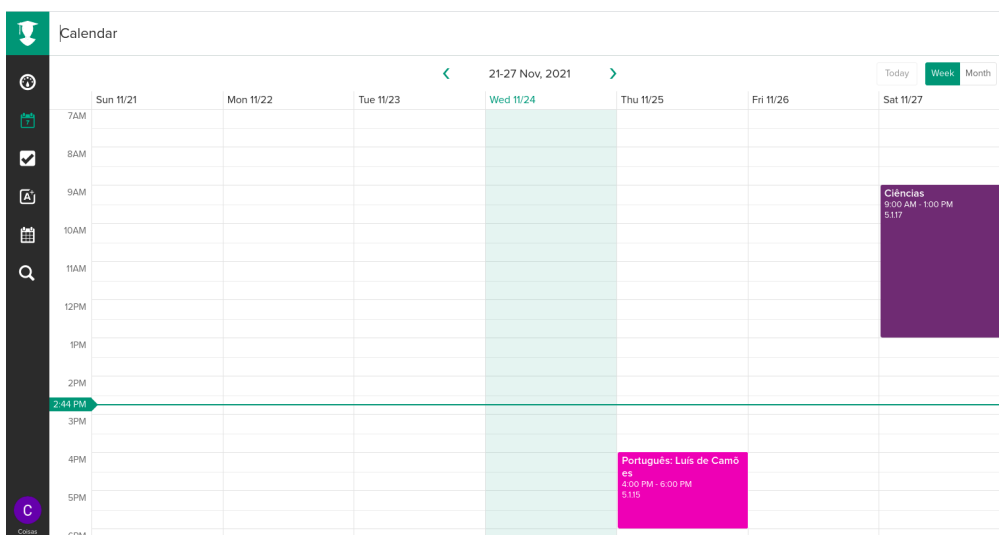 Calendar
21-27 Nov, 2021
Today
Week
Month
Sun 11/21
Mon 11/22
Tue 11/23
Wed 11/24
Thu 11/25
Fri 11/26
Sat 11/27
7AM
8AM
9AM
Ciências
9:00 AM - 1:00 PM
5.1.17
10AM
11AM
12PM
1PM
2PM
2:44 PM
3PM
4PM
Português: Luís de Camõ
es
4:00 PM - 6:00 PM
5.1.15
5PM
6PM
C
Coisas